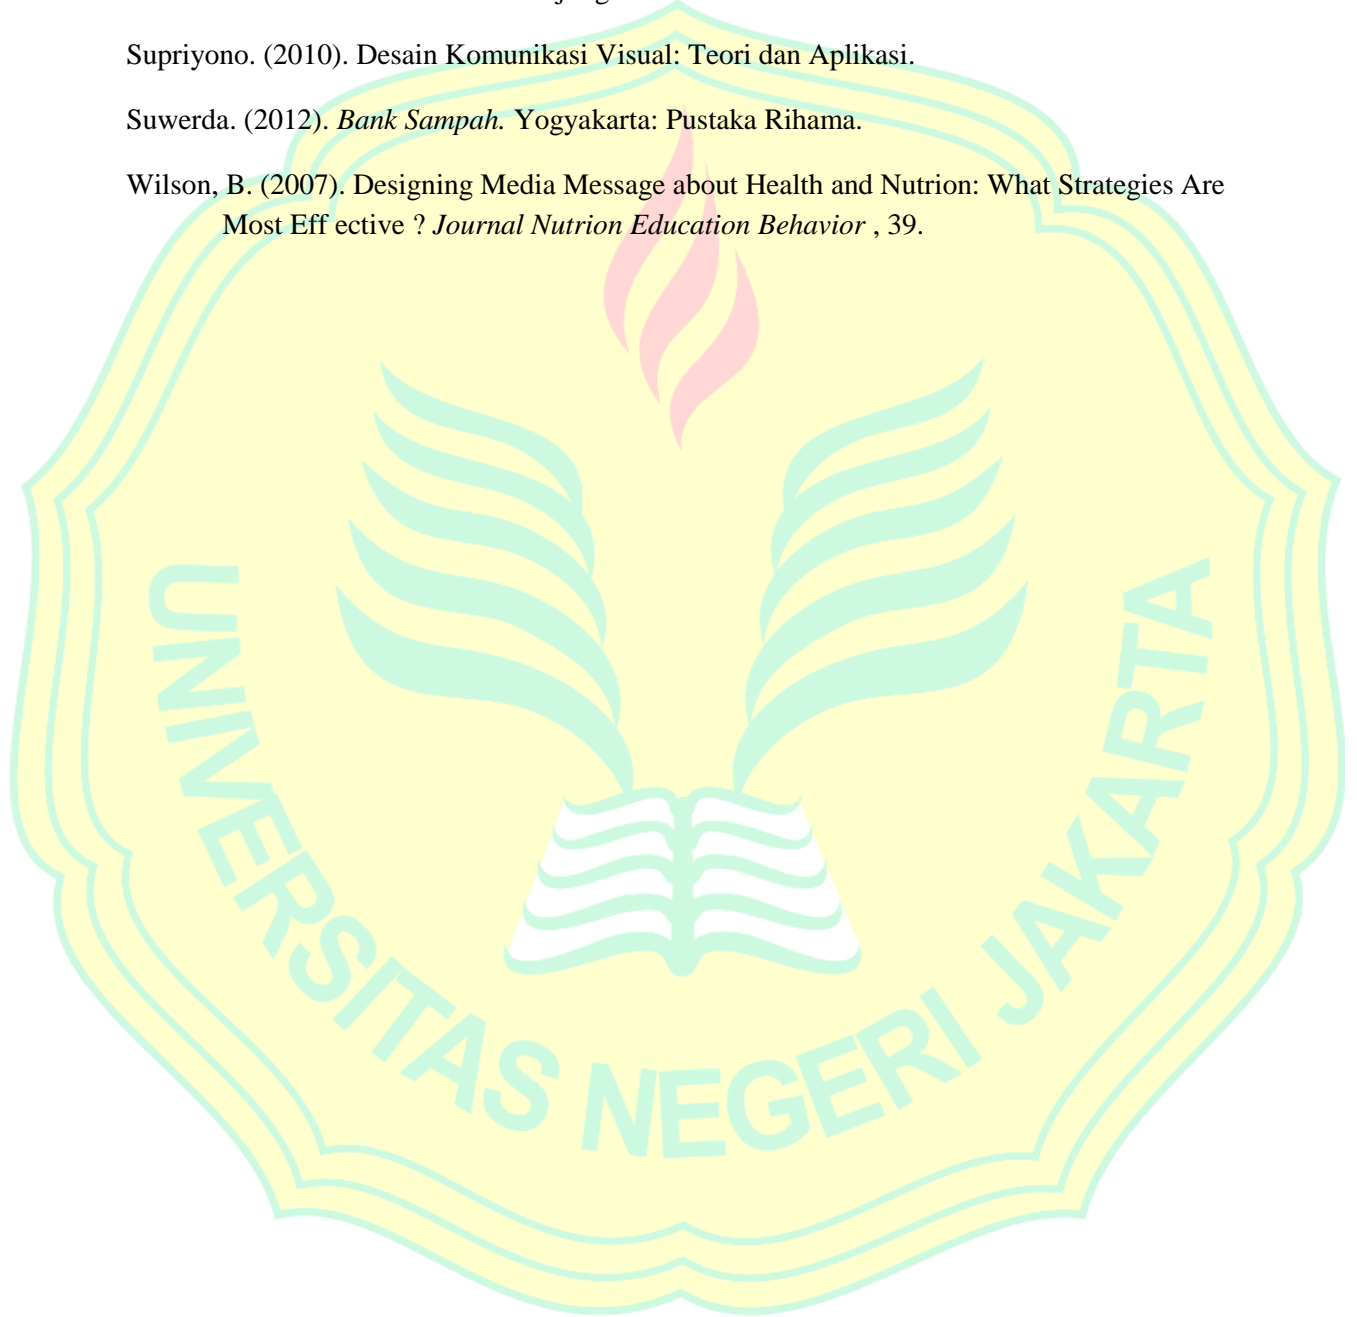 Supriyono. (2010). Desain Komunikasi Visual: Teori dan Aplikasi.
Suwerda. (2012). Bank Sampah. Yogyakarta: Pustaka Rihama.
Wilson, B. (2007). Designing Media Message about Health and Nutrion: What Strategies Are
Most Eff ective ? Journal Nutrion Education Behavior , 39.
UNIVERSITAS NEGERI JAKARTA